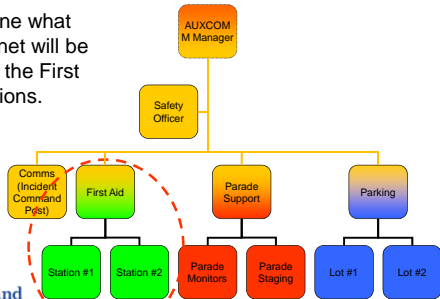 ne what
net will be
the First
ions.
AUXCOM
M Manager
Safety
Officer
Comms
(Incident
Command
Post)
First Aid
Parade
Support
Parking
Station #1
Station #2
Parade
Monitors
Parade
Staging
Lot #1
Lot #2
and